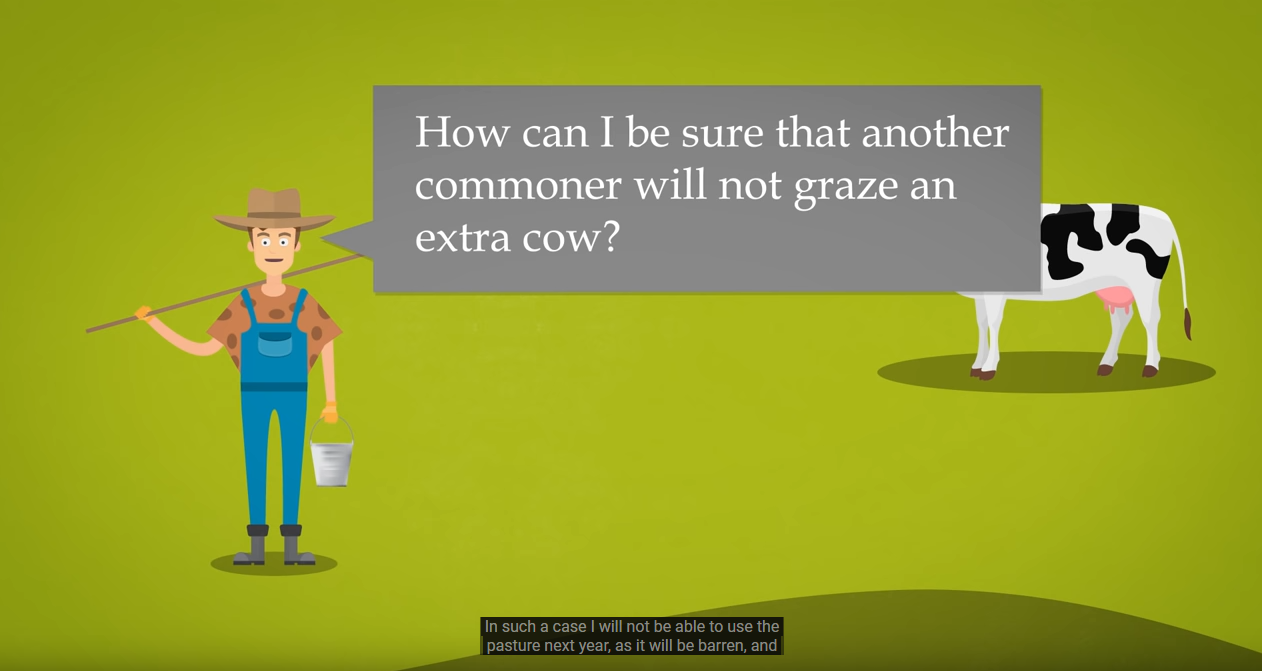 How can I be sure that another
commoner will not graze an
extra cow?
In such a case I will not be able to use the
pasture next year, as it will be barren, and